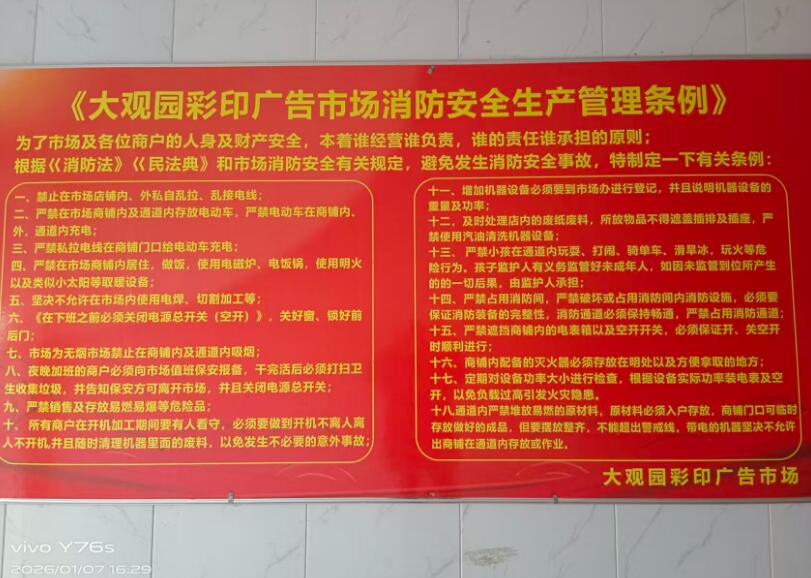 《大观园彩印广告市场消防安全生产管理条例》
为了市场及各位商户的人身及财产安全，本着谁经营谁负责，谁的责任谁承担的原则；
根据《消防法》《民法典》和市场消防安全有关规定，避免发生消防安全事故，特制定一下有关条例：
一、禁止在市场店铺内、外私自乱拉、乱接电线；
二、严禁在市场商铺内及通道内存放电动车，严禁电动车在商铺内、
外，通道内充电；
三、严禁私拉电线在商铺门口给电动车充电；
四、严禁在市场商铺内居住，做饭，使用电磁炉、电饭锅，使用明火
以及类似小太阳等取暖设备；
五、坚决不允许在市场内使用电焊、切割加工等；
六、《在下班之前必须关闭电源总开关（空开）》，关好窗、锁好前
后门；
七、市场为无烟市场禁止在商铺内及通道内吸烟；
八、夜晚加班的商户必须向市场值班保安报备，干完活后必须打扫卫
生收集垃圾，并告知保安方可离开市场，并且关闭电源总开关；
九、严禁销售及存放易燃易爆等危险品；
十、所有商户在开机加工期间要有人看守，必须要做到开机不离人离
人不开机,并且随时清理机器里面的废料，以免发生不必要的意外事故；
十一、增加机器设备必须要到市场办进行登记，并且说明机器设备的
重量及功率；
十二，及时处理店内的废纸废料，所放物品不得遮盖插排及插座，严
禁使用汽油清洗机器设备；
十三、严禁小孩在通道内玩耍、打闹、骑单车、滑旱冰，玩火等危
险行为、孩子监护人有义务监管好未成年人，如因未监管到位所产生
的的一切后果，由监护人承担；
十四、严禁占用消防间，严禁破坏或占用消防间内消防设施，必须要
保证消防装备的完整性，消防通道必须保持畅通，严禁占用消防通道；
十五、严禁遮挡商铺内的电表箱以及空开开关，必须保证开、关空开
时顺利进行；
十六、商铺内配备的灭火器必须存放在明处以及方便拿取的地方；
十七、定期对设备功率大小进行检查，根据设备实际功率装电表及空
开，以免负载过高引发火灾隐患。
十八通道内严禁堆放易燃的原材料，原材料必须入户存放，商铺门口可临时
存放做好的成品，但要摆放整齐，不能超出警戒线，带电的机器坚决不允许
出商铺在通道内存放或作业。
大观园彩印广告市场
vivo Y76s
2026/01/07 16:29